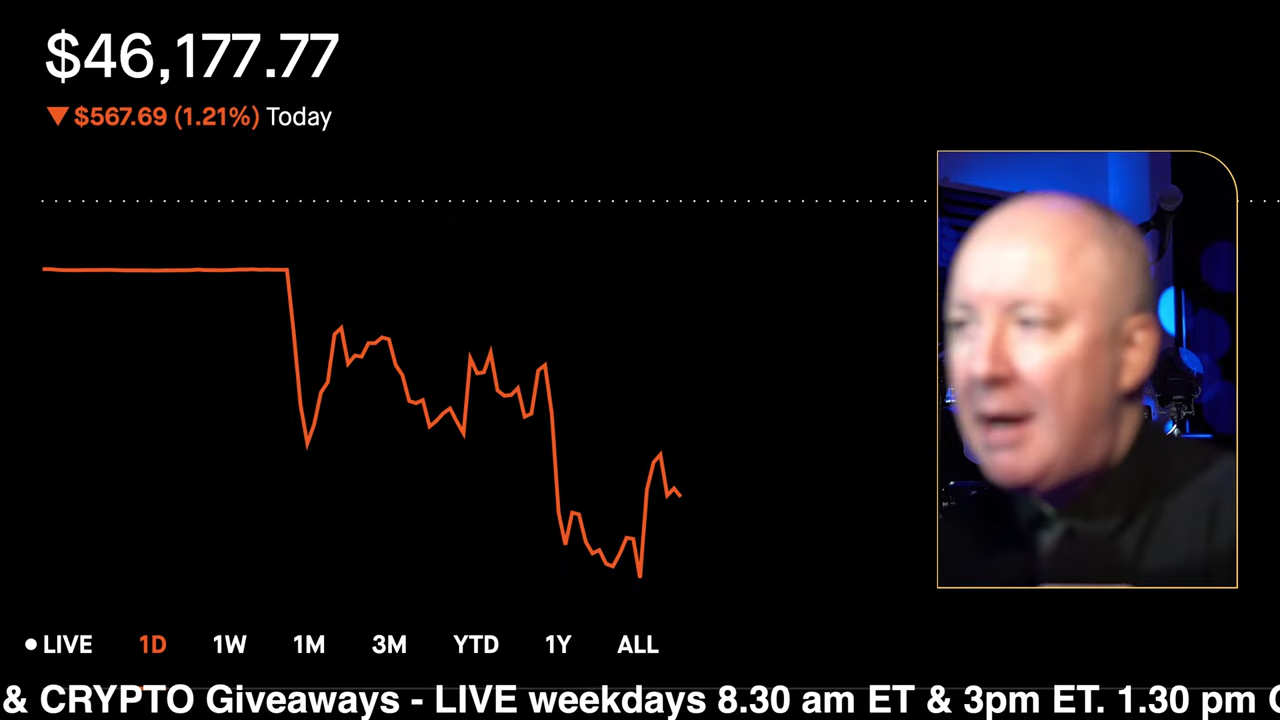 $46,177.77
▼ $567.69 (1.21%) Today
LIVE 1D 1W 1M 3M YTD 1Y ALL
& CRYPTO Giveaways - LIVE weekdays 8.30 am ET & 3pm ET. 1.30 pm